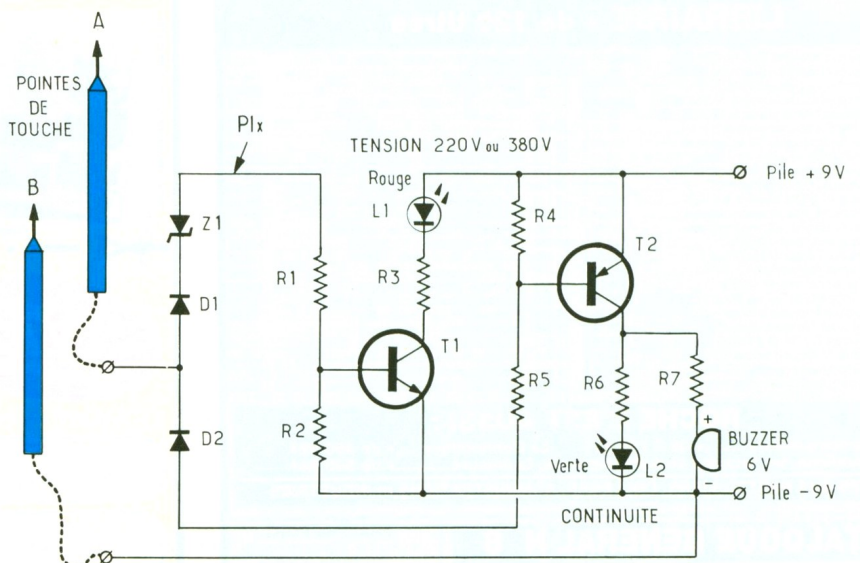 A
POINTES
DE
TOUCHE
B
PIx
TENSION 220V ou 380V
Rouge
L1
Pile + 9V
Z1
R4
T2
R1
R3
D1
T1
R5
R6
R7
R2
D2
+
BUZZER
6V
Verte
L2
-
Pile - 9V
CONTINUITE